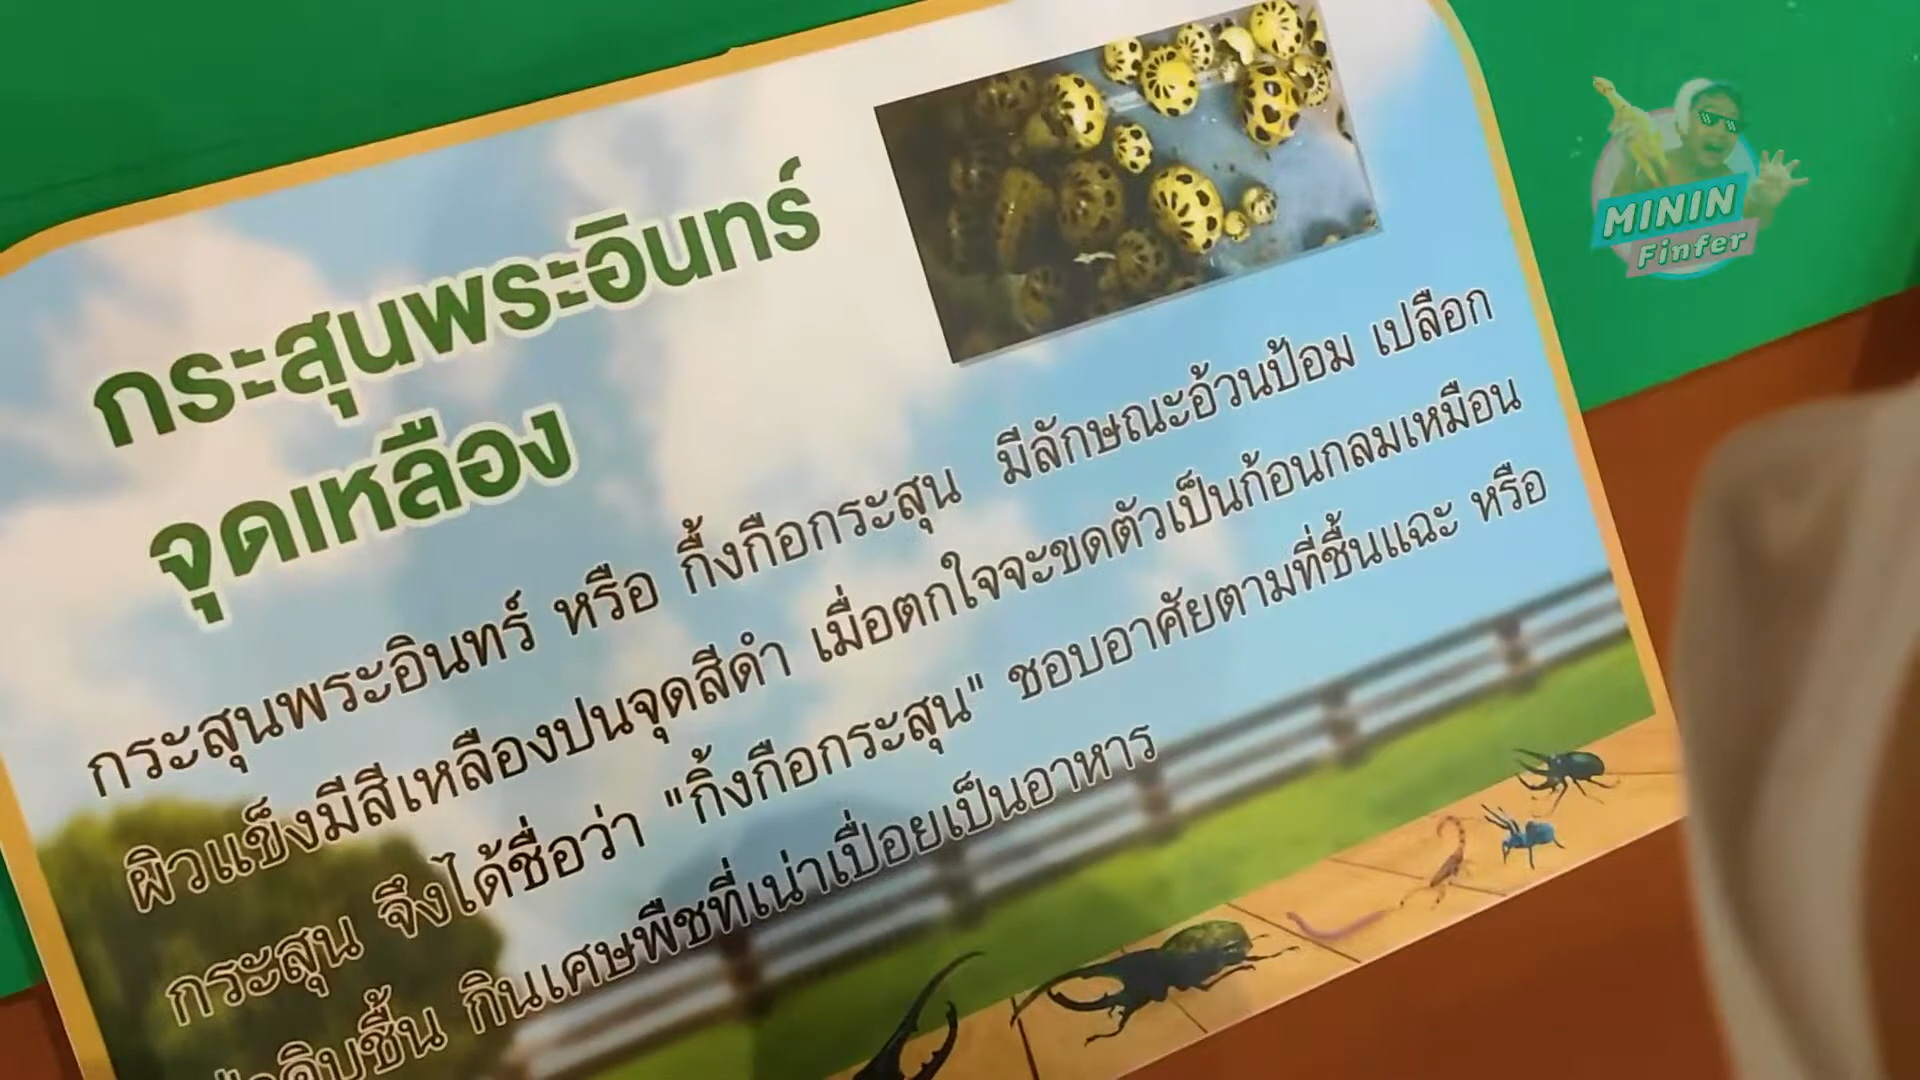 กระสุนพระอินทร์
จุดเหลือง
กระสุนพระอินทร์ หรือ กิ้งกือกระสุน มีลักษณะอ้วนป้อม เปลือก
ผิวแข็งมีสีเหลืองปนจุดสีดำ เมื่อตกใจจะขดตัวเป็นก้อนกลมเหมือน
กระสุน จึงได้ชื่อว่า "กิ้งกือกระสุน" ชอบอาศัยตามที่ชื้นแฉะ หรือ
ป่าดิบชื้น กินเศษพืชที่เน่าเปื่อยเป็นอาหาร
MININ
Finfer